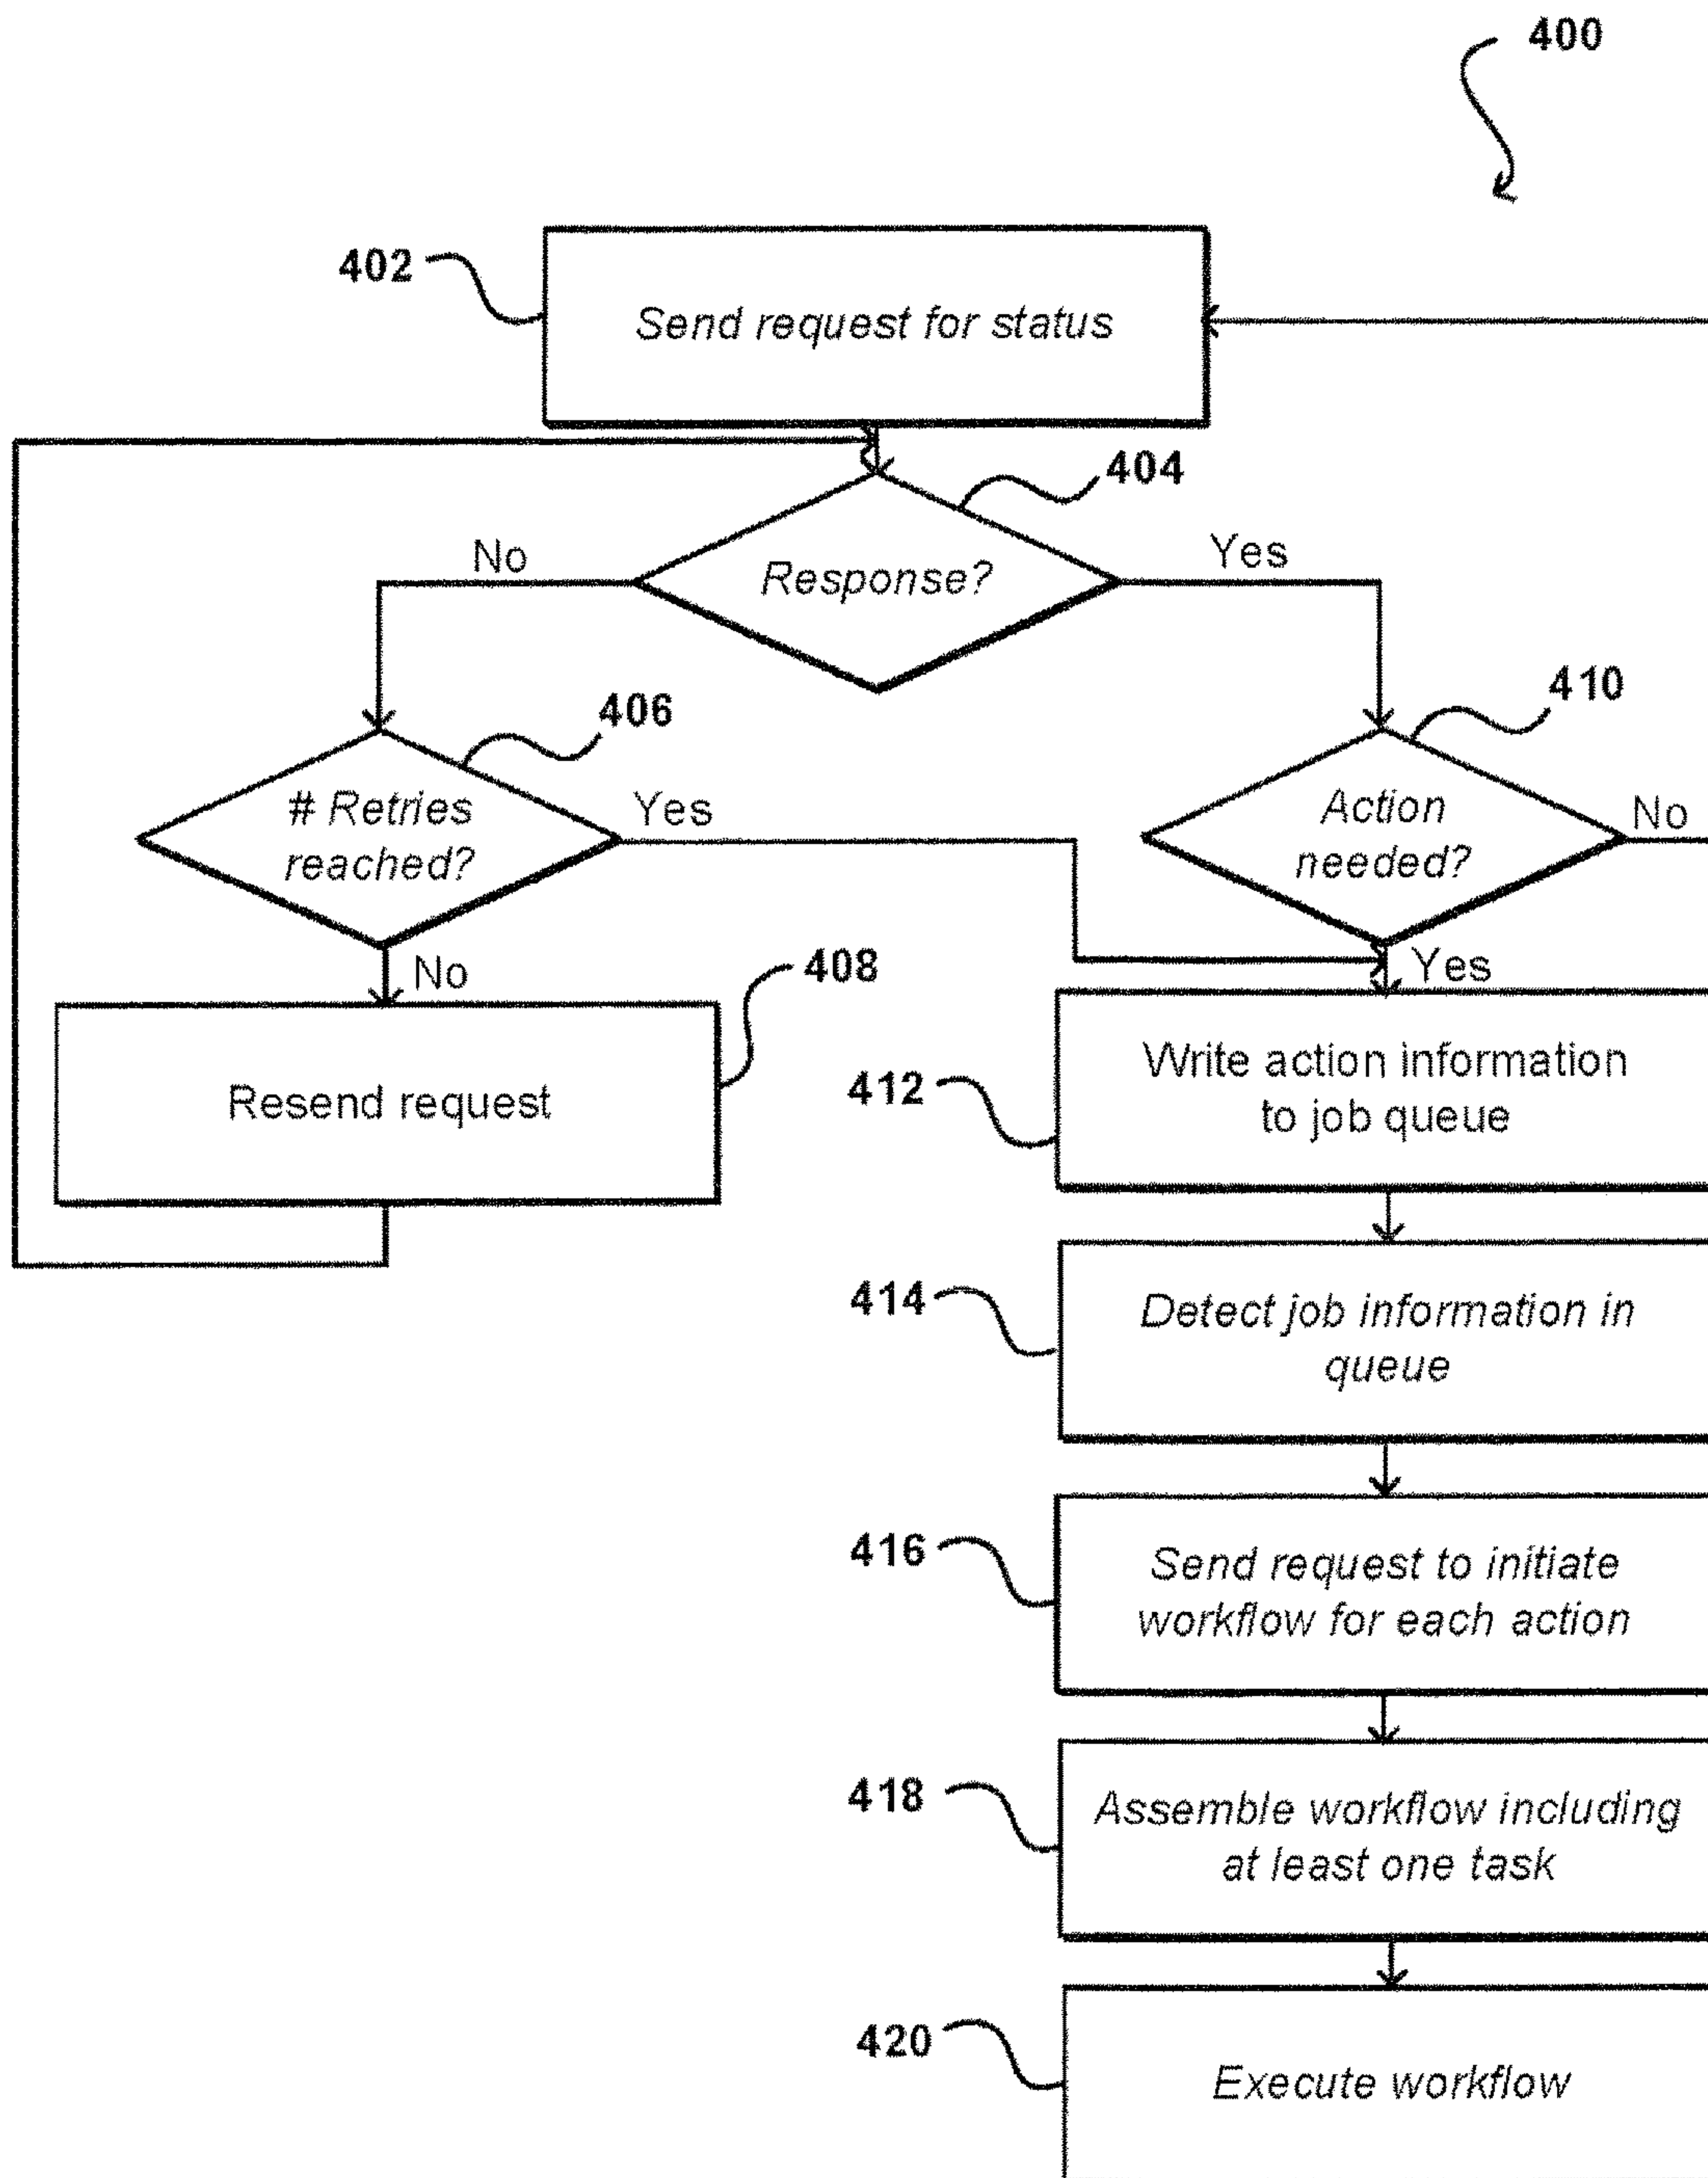 400
402
Send request for status
404
No
Response?
Yes
406
410
# Retries
reached?
Yes
Action
needed?
No
No
408
Yes
Resend request
412
Write action information
to job queue
414
Detect job information in
queue
416
Send request to initiate
workflow for each action
418
Assemble workflow including
at least one task
420
Execute workflow